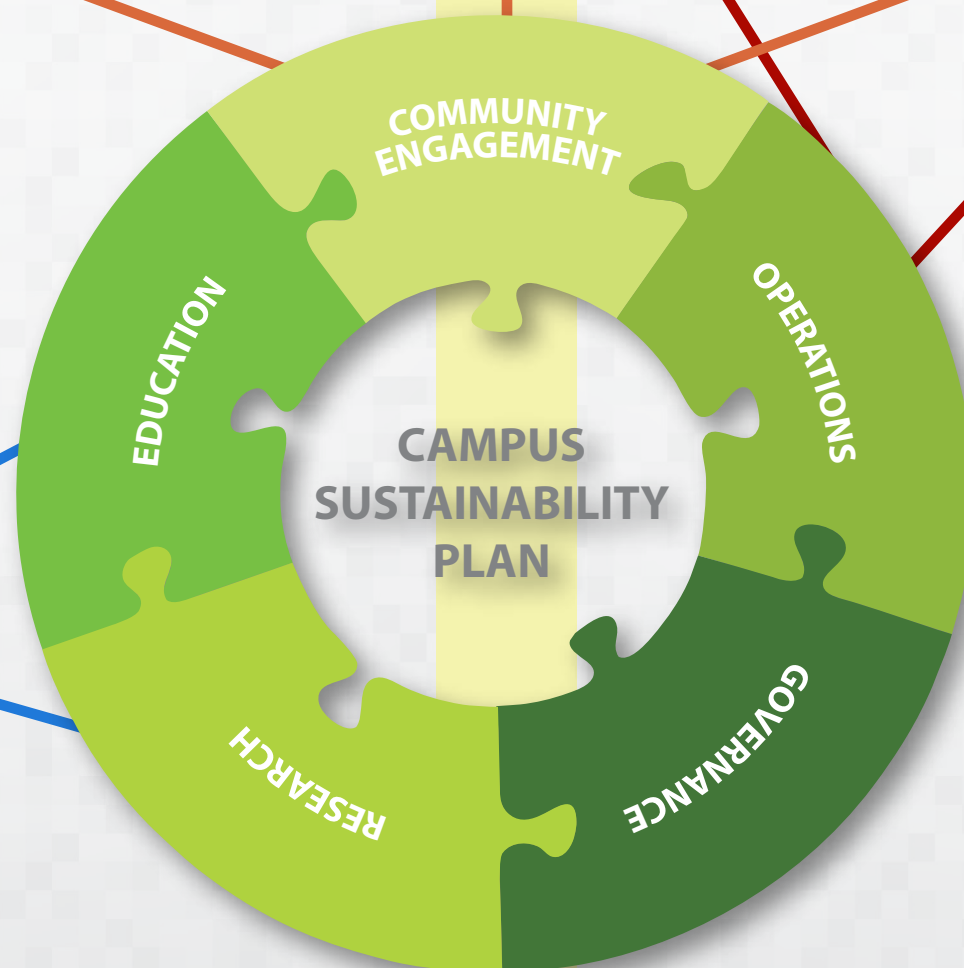 COMMUNITY
ENGAGEMENT
OPERATIONS
EDUCATION
CAMPUS
SUSTAINABILITY
PLAN
GOVERNANCE
RESEARCH